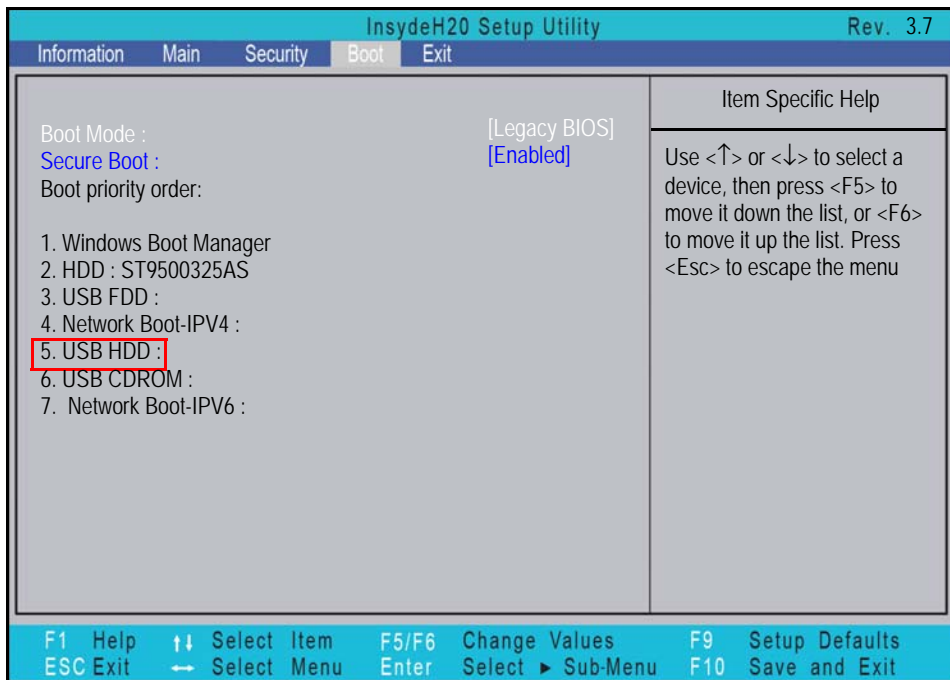 InsydeH20 Setup Utility Rev. 3.7
Information Main Security Boot Exit
Boot Mode : [Legacy BIOS]
Secure Boot : [Enabled]
Boot priority order:
1. Windows Boot Manager
2. HDD : ST9500325AS
3. USB FDD :
4. Network Boot-IPV4 :
5. USB HDD :
6. USB CDROM :
7. Network Boot-IPV6 :
Item Specific Help
Use <↑> or <↓> to select a
device, then press <F5> to
move it down the list, or <F6>
to move it up the list. Press
<Esc> to escape the menu
F1 Help ↑↓ Select Item F5/F6 Change Values F9 Setup Defaults
ESC Exit ↔ Select Menu Enter Select ► Sub-Menu F10 Save and Exit